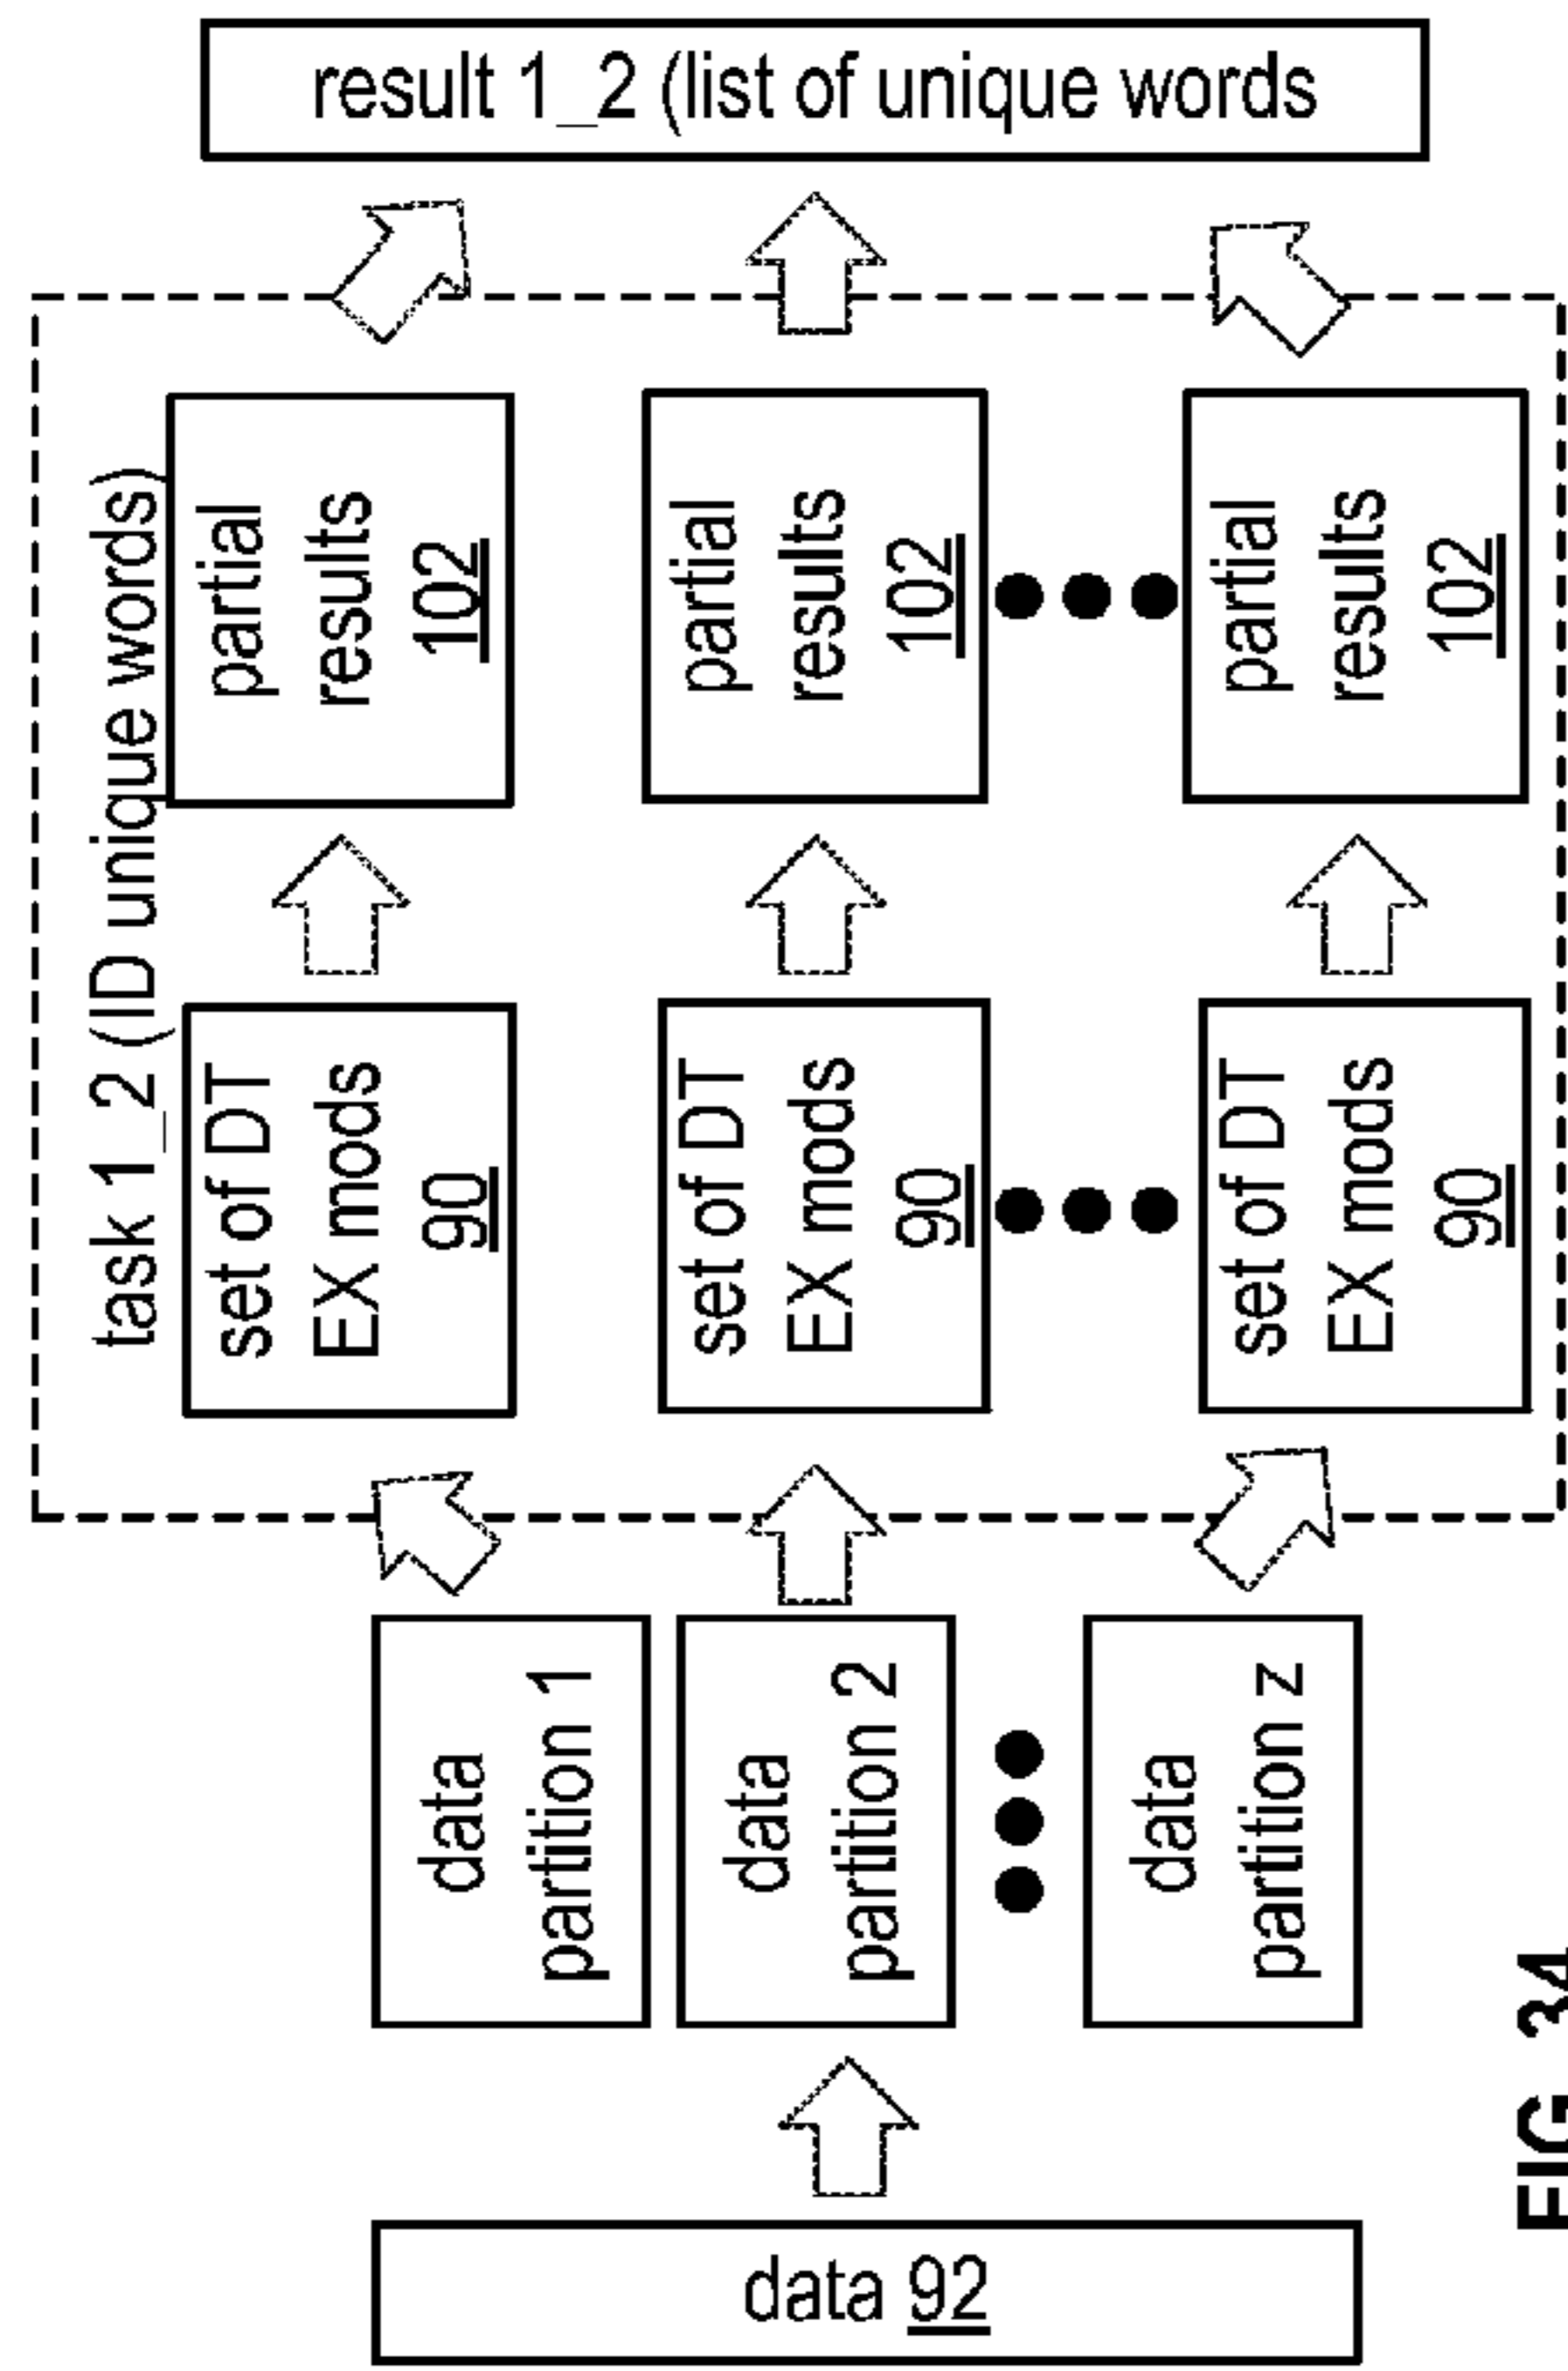 result 1_2 (list of unique words
task 1_2 (ID unique words)
partial
results
102
partial
results
102
partial
results
102
set of DT
EX mods
90
set of DT
EX mods
90
set of DT
EX mods
90
data
partition 1
data
partition 2
data
partition z
data 92
FIG. 34